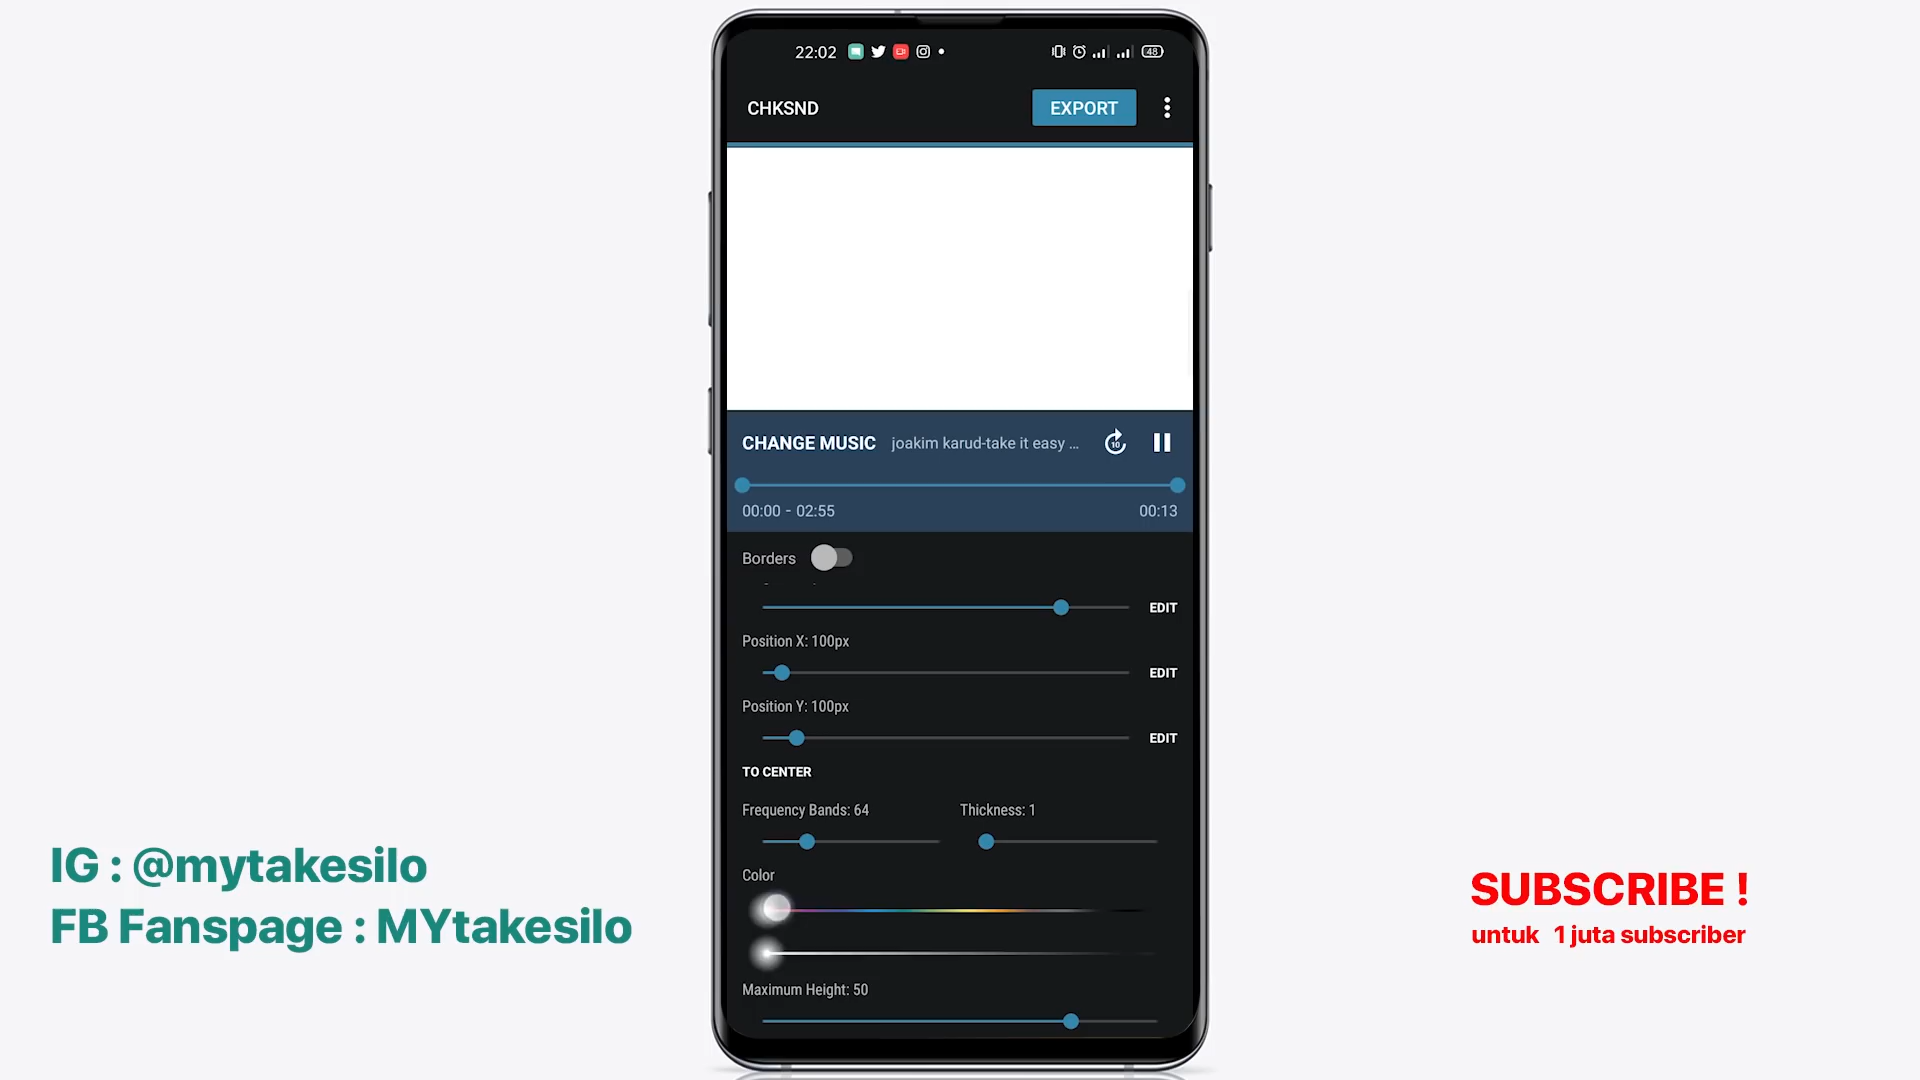 22:02
48
CHKSND
EXPORT
CHANGE MUSIC joakim karud-take it easy ...
10
00:00 - 02:55
00:13
Borders
EDIT
Position X: 100px
EDIT
Position Y: 100px
EDIT
TO CENTER
Frequency Bands: 64
Thickness: 1
Color
Maximum Height: 50
IG : @mytakesilo
FB Fanspage : MYtakesilo
SUBSCRIBE !
untuk 1 juta subscriber